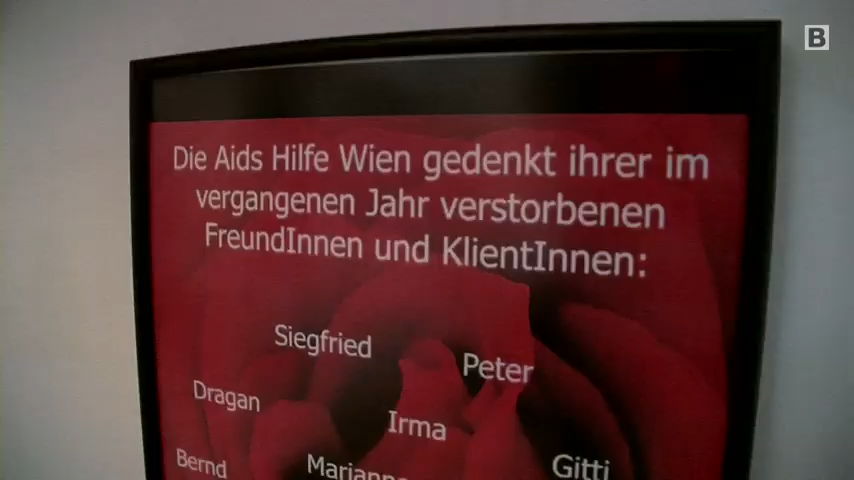 B
Die Aids Hilfe Wien gedenkt ihrer im
vergangenen Jahr verstorbenen
FreundInnen und KlientInnen:
Siegfried
Peter
Dragan
Irma
Bernd
Gitti